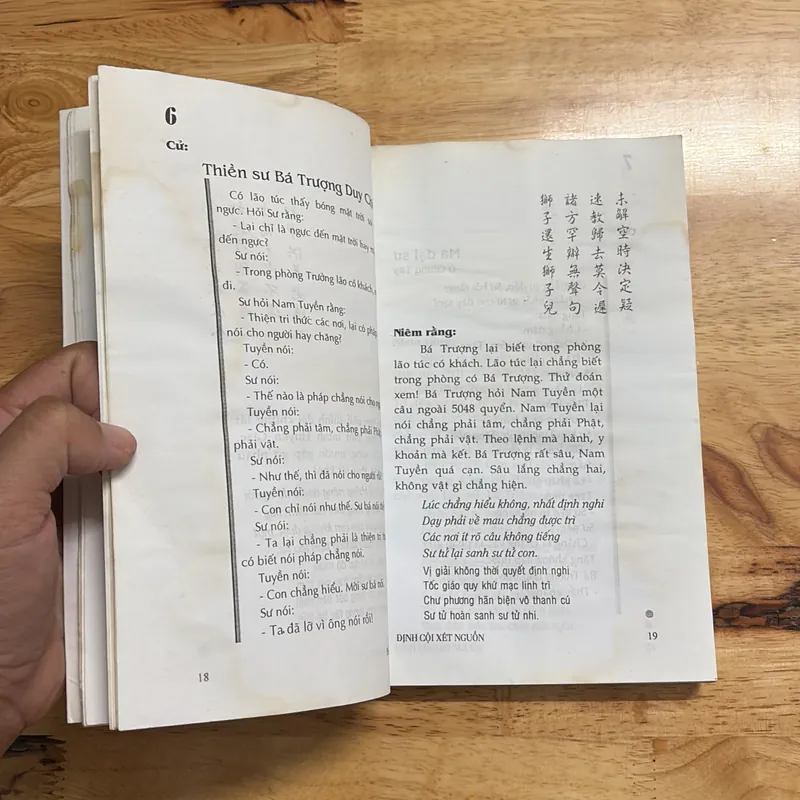 6
Cử:
Thiền sư Bá Trượng Duy
Có lão túc thấy bóng mặt trời
ngực. Hỏi Sư rằng:
- Lại chỉ là ngực đến mặt trời hay
đến ngực?
Sư nói:
- Trong phòng Trưởng lão có khách,
đi.
Sư hỏi Nam Tuyền rằng:
- Thiện tri thức các nơi, lại có pháp
nói cho người hay chăng?
Tuyền nói:
- Có.
Sư nói:
- Thế nào là pháp chẳng nói cho
Tuyền nói:
- Chẳng phải tâm, chẳng phải
phải vật.
Sư nói:
- Như thế, thì đã nói cho người
Tuyền nói:
- Con chỉ nói như thế. Sư bá nói
Sư nói:
- Ta lại chẳng phải là thiện tri
có biết nói pháp chẳng nói.
Tuyền nói:
- Con chẳng hiểu. Mời sư bá nói.
Sư nói:
- Ta đã lỡ vì ông nói rồi!
18
未解空時決定疑
速教歸去莫令遲
諸方罕辯無聲句
獅子還生獅子兒
Niêm rằng:
Bá Trượng lại biết trong phòng
lão túc có khách. Lão túc lại chẳng biết
trong phòng có Bá Trượng. Thử đoán
xem! Bá Trượng hỏi Nam Tuyền một
câu ngoài 5048 quyển. Nam Tuyền lại
nói chẳng phải tâm, chẳng phải Phật,
chẳng phải vật. Theo lệnh mà hành, y
khoản mà kết. Bá Trượng rất sâu, Nam
Tuyền quá cạn. Sâu lắng chẳng hai,
không vật gì chẳng hiện.
Lúc chẳng hiểu không, nhất định nghi
Dạy phải về mau chẳng được trì
Các nơi ít rõ câu không tiếng
Sư tử lại sanh sư tử con.
Vị giải không thời quyết định nghi
Tốc giáo quy khứ mạc linh trì
Chư phương hãn biện vô thanh cú
Sư tử hoàn sanh sư tử nhi.
ĐỊNH CỘI XÉT NGUỒN
19